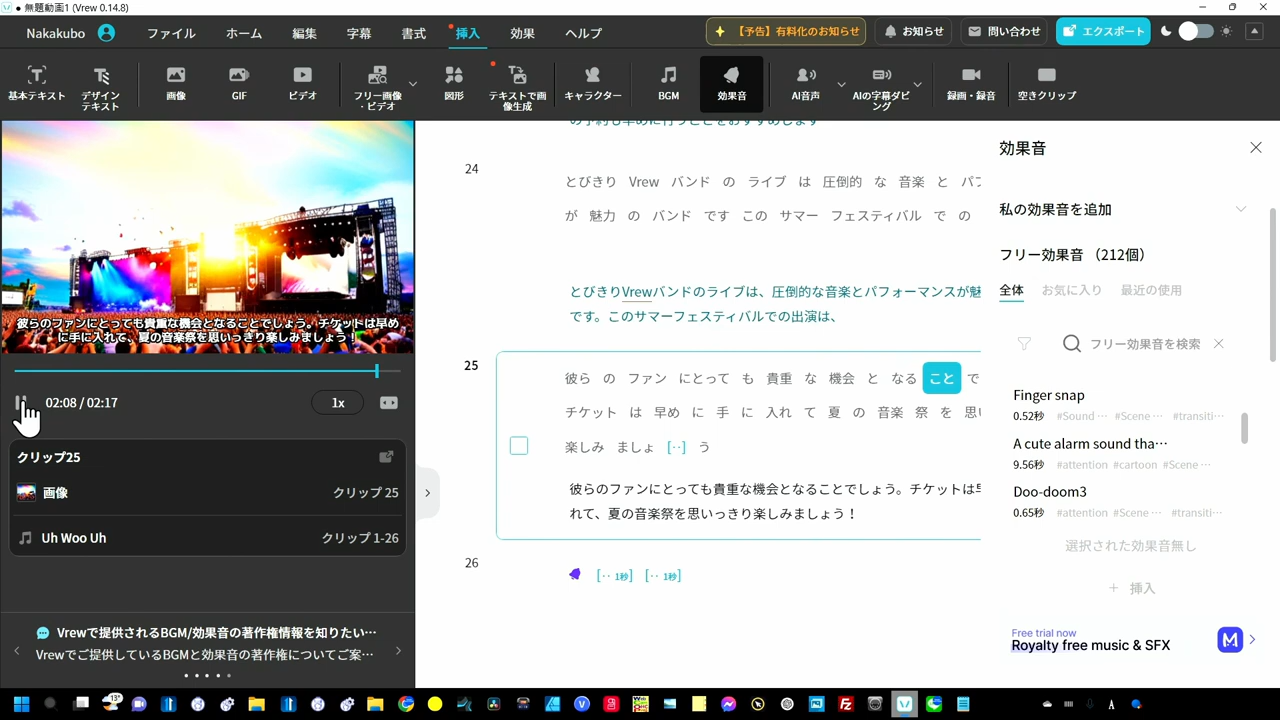 ● 無題動画1 (Vrew 0.14.8)
Nakakubo ファイル ホーム 編集 字幕 書式 挿入 効果 ヘルプ
【予告】有料化のお知らせ お知らせ 問い合わせ エクスポート
基本テキスト デザインテキスト 画像 GIF ビデオ フリー画像・ビデオ 図形 テキストで画像生成 キャラクター BGM 効果音 AI音声 AIの字幕ダビング 録画・録音 空きクリップ
彼らのファンにとっても貴重な機会となることでしょう。チケットは早め
に手に入れて、夏の音楽祭を思いっきり楽しみましょう！
02:08 / 02:17
1x
クリップ25
画像 クリップ 25
Uh Woo Uh クリップ 1-26
Vrewで提供されるBGM/効果音の著作権情報を知りたい…
Vrewでご提供しているBGMと効果音の著作権についてご案…
の予約も早めに行うことをおすすめします
24
とびきり Vrew バンド の ライブ は 圧倒的 な 音楽 と
が 魅力 の バンド です この サマー フェスティバル で の
とびきりVrewバンドのライブは、圧倒的な音楽とパフォーマンスが魅
です。このサマーフェスティバルでの出演は、
25
彼ら の ファン にとって も 貴重 な 機会 と なる こと で
チケット は 早め に 手 に 入れ て 夏 の 音楽 祭 を
楽しみ ましょ [··] う
彼らのファンにとっても貴重な機会となることでしょう。チケットは
れて、夏の音楽祭を思いっきり楽しみましょう！
26
[·· 1秒] [·· 1秒]
効果音
私の効果音を追加
フリー効果音 （212個）
全体 お気に入り 最近の使用
フリー効果音を検索
Finger snap
0.52秒 #Sound… #Scene… #transiti…
A cute alarm sound tha…
9.56秒 #attention #cartoon #Scene…
Doo-doom3
0.65秒 #attention #Scene… #transiti…
選択された効果音無し
+ 挿入
Free trial now
Royalty free music & SFX
13°